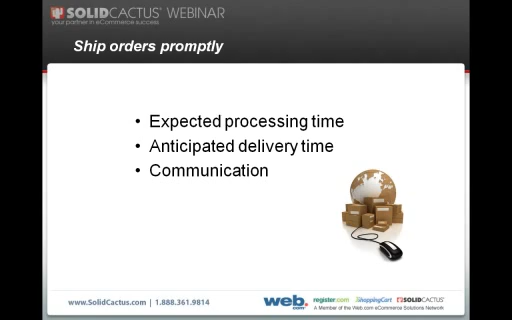 SOLIDCACTUS WEBINAR
your partner in eCommerce success
Ship orders promptly
• Expected processing time
• Anticipated delivery time
• Communication
www.SolidCactus.com | 1.888.361.9814
web.com register.com ShoppingCart SOLIDCACTUS
A Member of the Web.com eCommerce Solutions Network